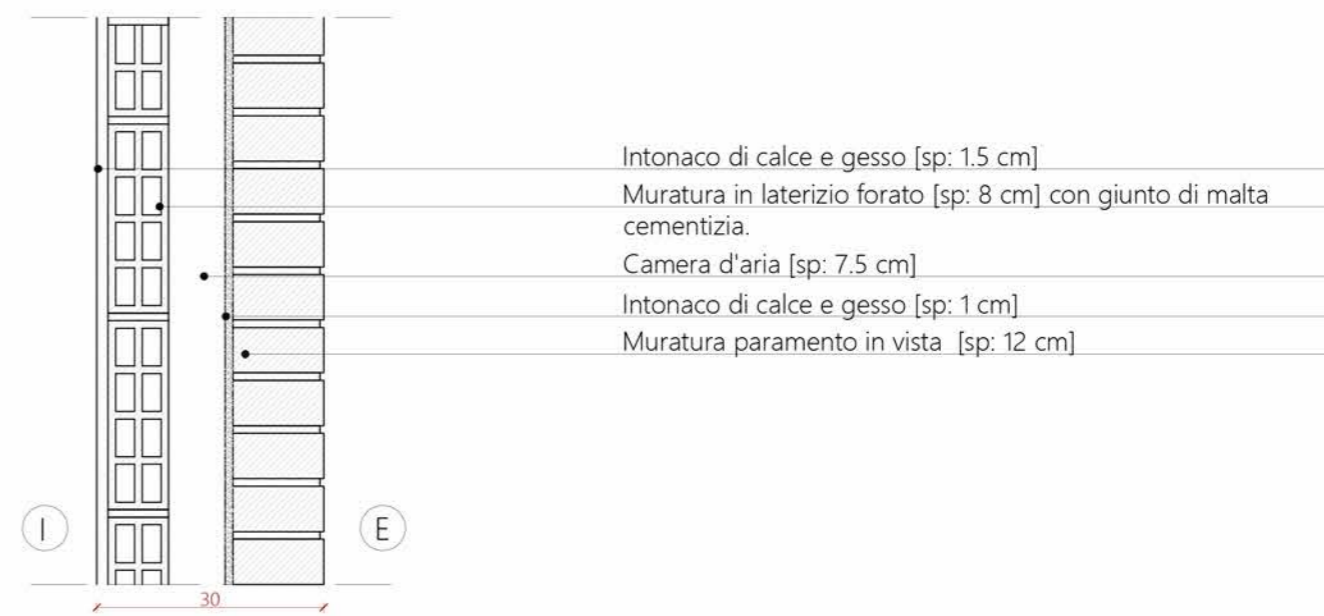 Intonaco di calce e gesso [sp: 1.5 cm]
Muratura in laterizio forato [sp: 8 cm] con giunto di malta
cementizia.
Camera d'aria [sp: 7.5 cm]
Intonaco di calce e gesso [sp: 1 cm]
Muratura paramento in vista [sp: 12 cm]
I
E
30